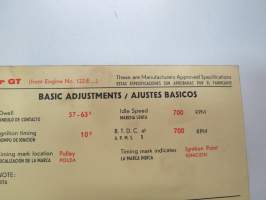 GT (from Engine No. 122/E...)
These are Manufacturers Approved Specifications
ESTAS ESPECIFICACIONES SON APROBADAS POR EL FABRICANTE
BASIC ADJUSTMENTS / AJUSTES BASICOS
Dwell 57-63° Idle Speed 700 RPM
ANGULO DE CONTACTO MARCHA LENTA
Ignition timing 10° B.T.D.C. at 700 RPM
TIEMPO DE IGNICION A.P.M.S.
Timing mark location Pulley Timing mark indicates Ignition Point
LOCALIZACION DE LA MARCA POLEA LA MARCA INDICA IGNICION
NOTE: